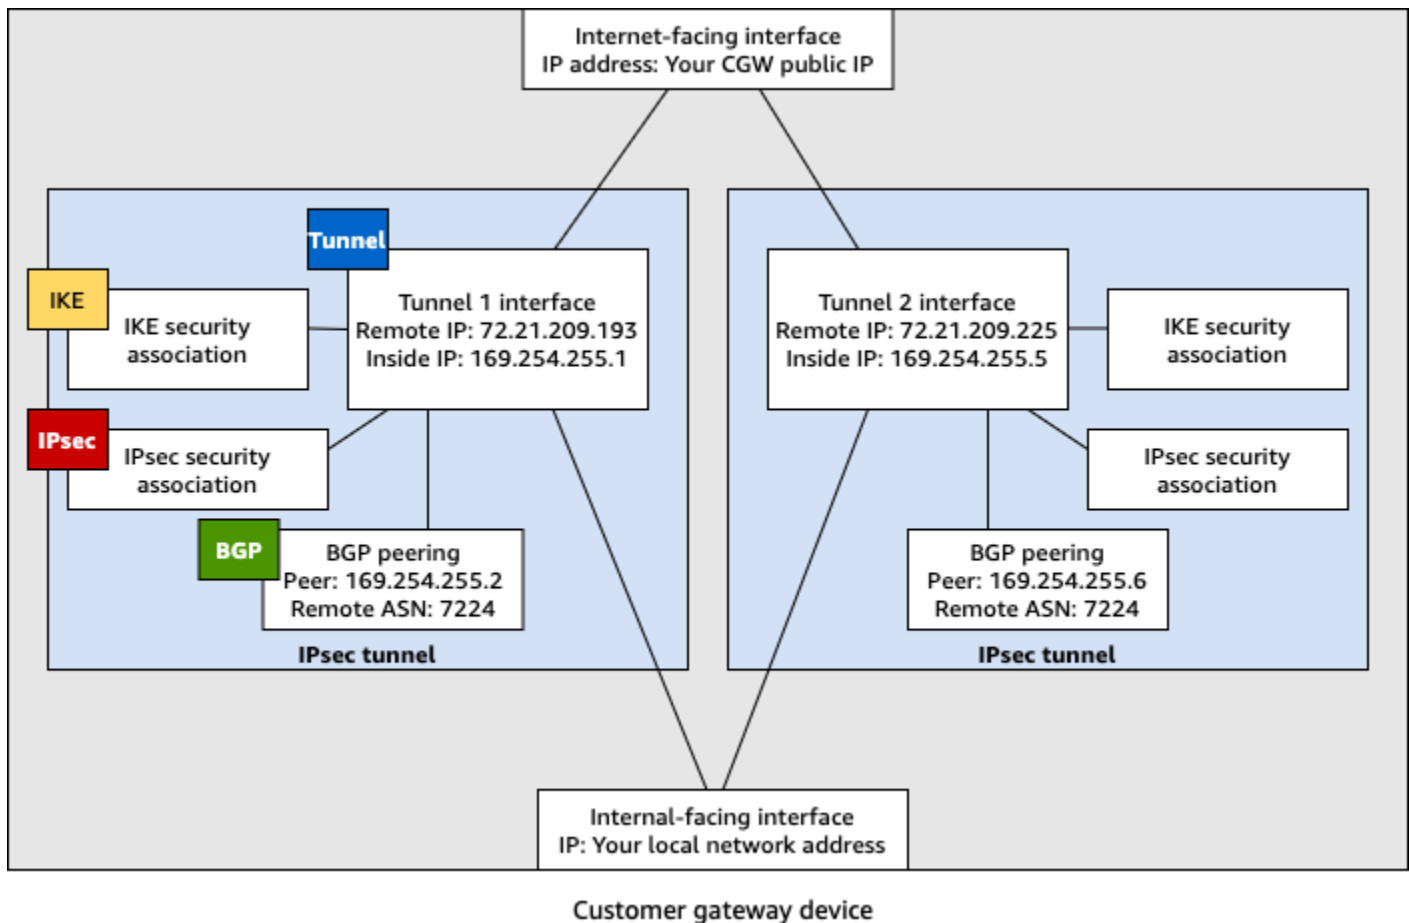 Internet-facing interface
IP address: Your CGW public IP
Tunnel
Tunnel 1 interface
Remote IP: 72.21.209.193
Inside IP: 169.254.255.1
IKE
IKE security
association
IPsec
IPsec security
association
BGP
BGP peering
Peer: 169.254.255.2
Remote ASN: 7224
IPsec tunnel
Tunnel 2 interface
Remote IP: 72.21.209.225
Inside IP: 169.254.255.5
IKE security
association
IPsec security
association
BGP peering
Peer: 169.254.255.6
Remote ASN: 7224
IPsec tunnel
Internal-facing interface
IP: Your local network address
Customer gateway device